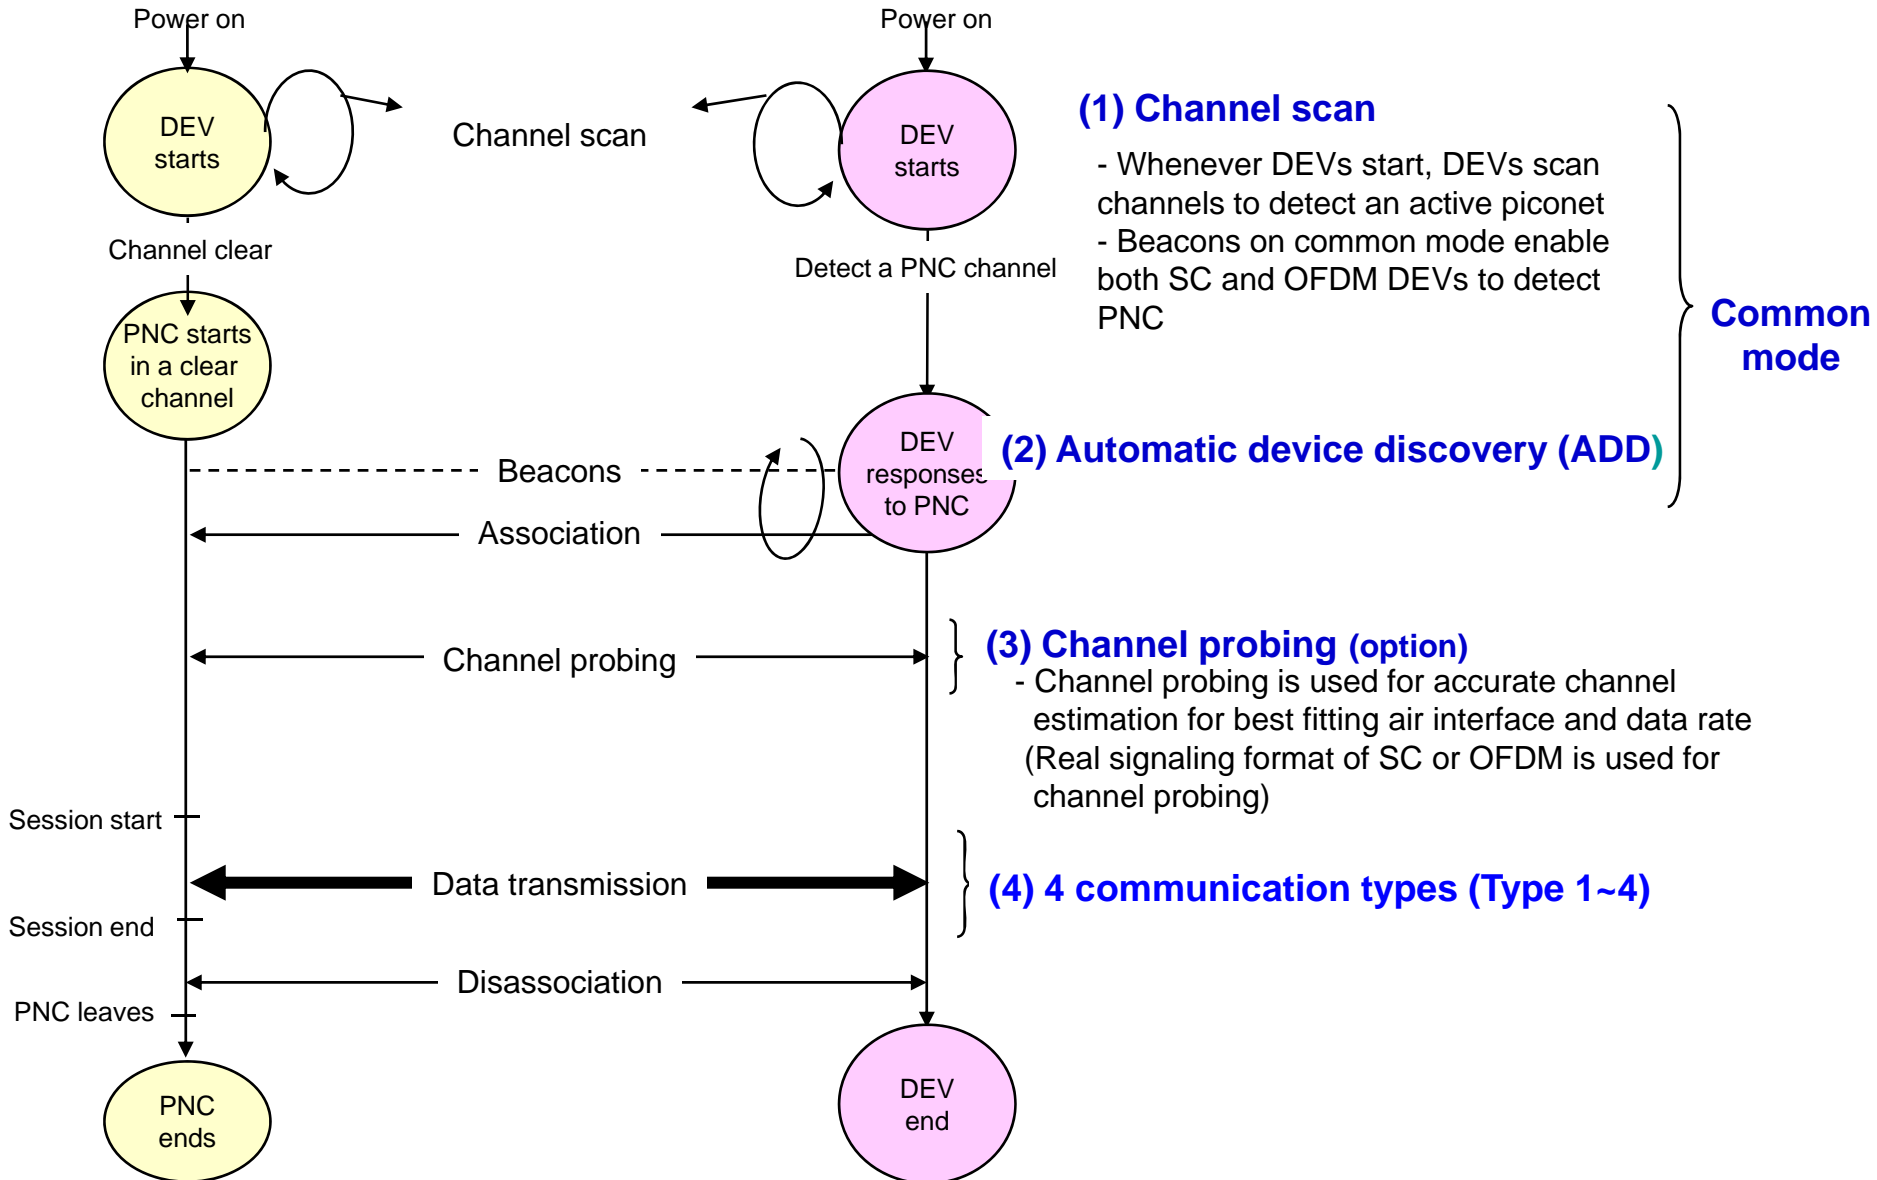 Power on
Power on
DEV
starts
Channel scan
DEV
starts
(1) Channel scan
- Whenever DEVs start, DEVs scan
channels to detect an active piconet
- Beacons on common mode enable
both SC and OFDM DEVs to detect
PNC
Common
mode
Channel clear
Detect a PNC channel
PNC starts
in a clear
channel
DEV
responses
to PNC
(2) Automatic device discovery (ADD)
Beacons
Association
Channel probing
(3) Channel probing (option)
- Channel probing is used for accurate channel
estimation for best fitting air interface and data rate
(Real signaling format of SC or OFDM is used for
channel probing)
Session start
Data transmission
(4) 4 communication types (Type 1~4)
Session end
Disassociation
PNC leaves
PNC
ends
DEV
end